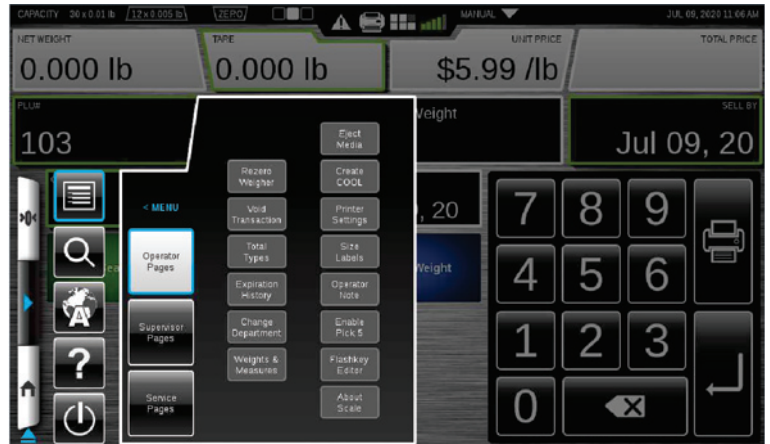 CAPACITY 30 x 0.01 lb 12 x 0.005 lb ZERO MANUAL JUL 09, 2020 11:06 AM
NET WEIGHT TARE UNIT PRICE TOTAL PRICE
0.000 lb 0.000 lb $5.99 /lb
PLU# Weight SELL BY
103 Jul 09, 20
Eject
Media
Rezero
Weigher
Create
COOL
< MENU
Void
Transaction
Printer
Settings
, 20
Operator
Pages
Total
Types
Size
Labels
Weight
Expiration
History
Operator
Note
Supervisor
Pages
Change
Department
Enable
Pick 5
Weights &
Measures
Flashkey
Editor
Service
Pages
About
Scale
A
?
7 8 9
4 5 6
1 2 3
0